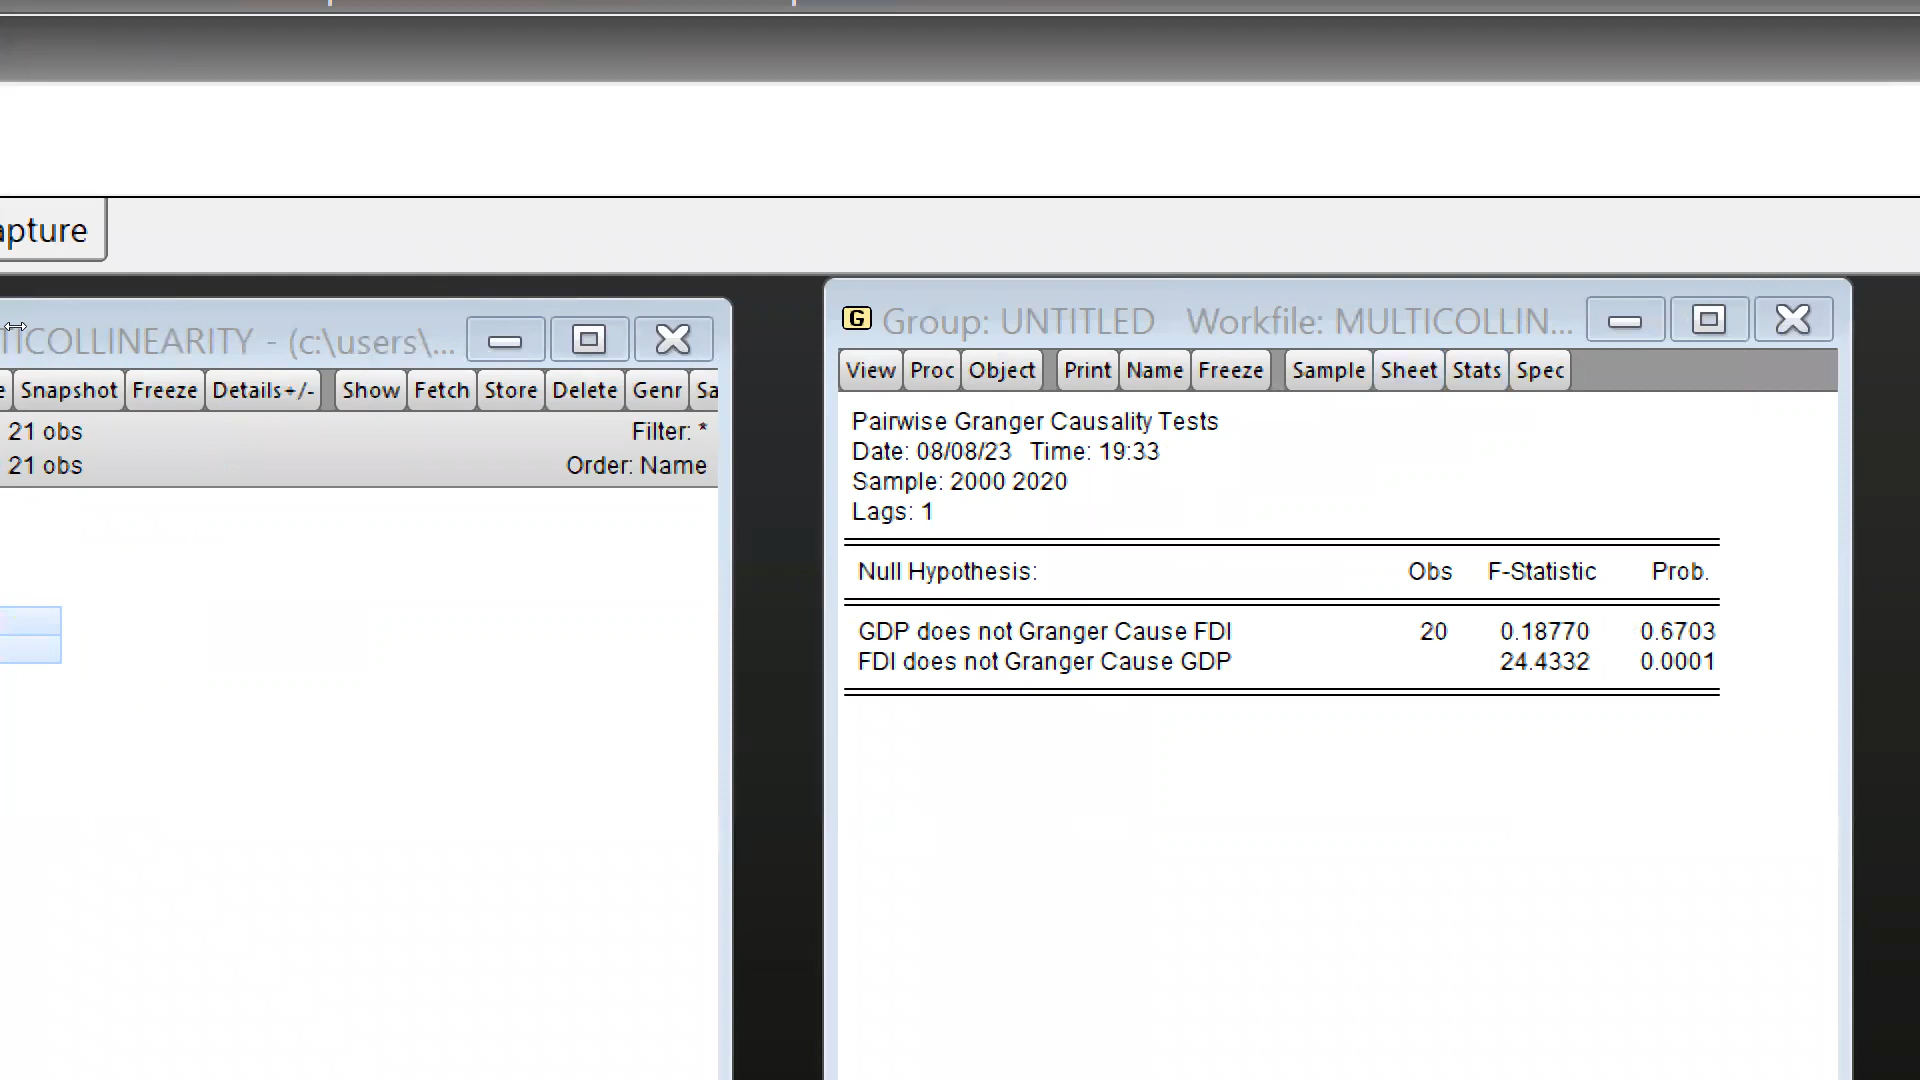 apture
TICOLLINEARITY - (c:\users\...
e Snapshot Freeze Details+/- Show Fetch Store Delete Genr Sa
21 obs Filter: *
21 obs Order: Name
G Group: UNTITLED Workfile: MULTICOLLIN...
View Proc Object Print Name Freeze Sample Sheet Stats Spec
Pairwise Granger Causality Tests
Date: 08/08/23 Time: 19:33
Sample: 2000 2020
Lags: 1
Null Hypothesis: Obs F-Statistic Prob.
GDP does not Granger Cause FDI 20 0.18770 0.6703
FDI does not Granger Cause GDP 24.4332 0.0001